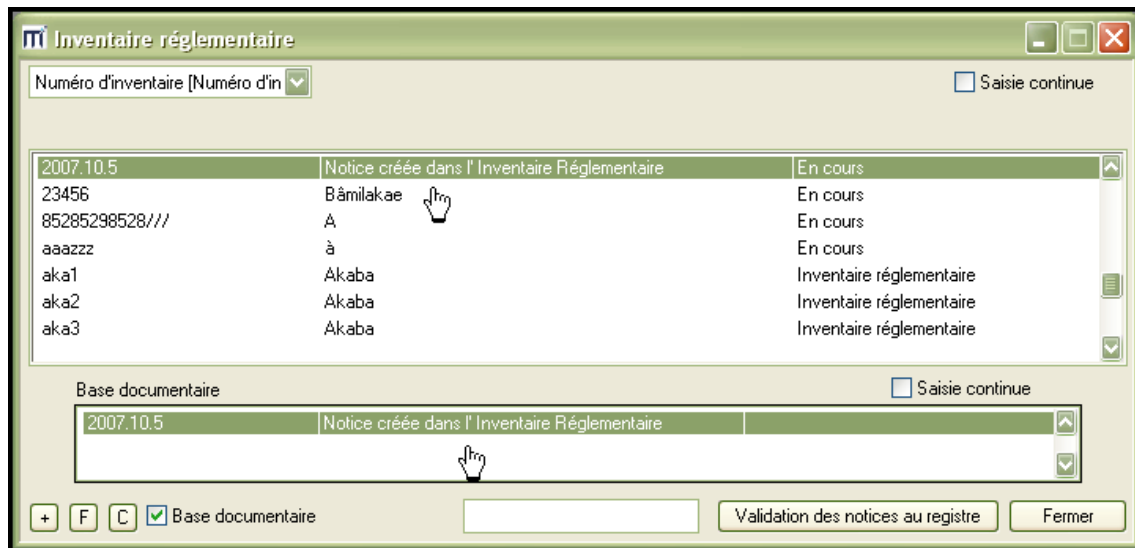 Inventaire réglementaire
Numéro d'inventaire [Numéro d'in
Saisie continue
2007.10.5 Notice créée dans l' Inventaire Réglementaire En cours
23456 Bâmilakae En cours
85285298528/// A En cours
aaazzz à En cours
aka1 Akaba Inventaire réglementaire
aka2 Akaba Inventaire réglementaire
aka3 Akaba Inventaire réglementaire
Base documentaire Saisie continue
2007.10.5 Notice créée dans l' Inventaire Réglementaire
+ F C Base documentaire Validation des notices au registre Fermer